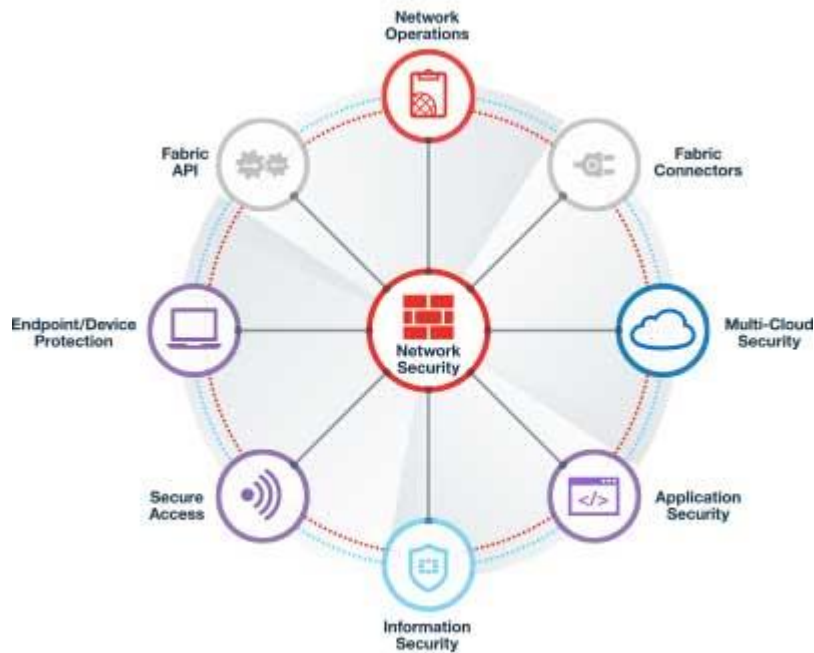 Network
Operations
Fabric
API
Fabric
Connectors
Endpoint/Device
Protection
Network
Security
Multi-Cloud
Security
Secure
Access
</>
Application
Security
Information
Security